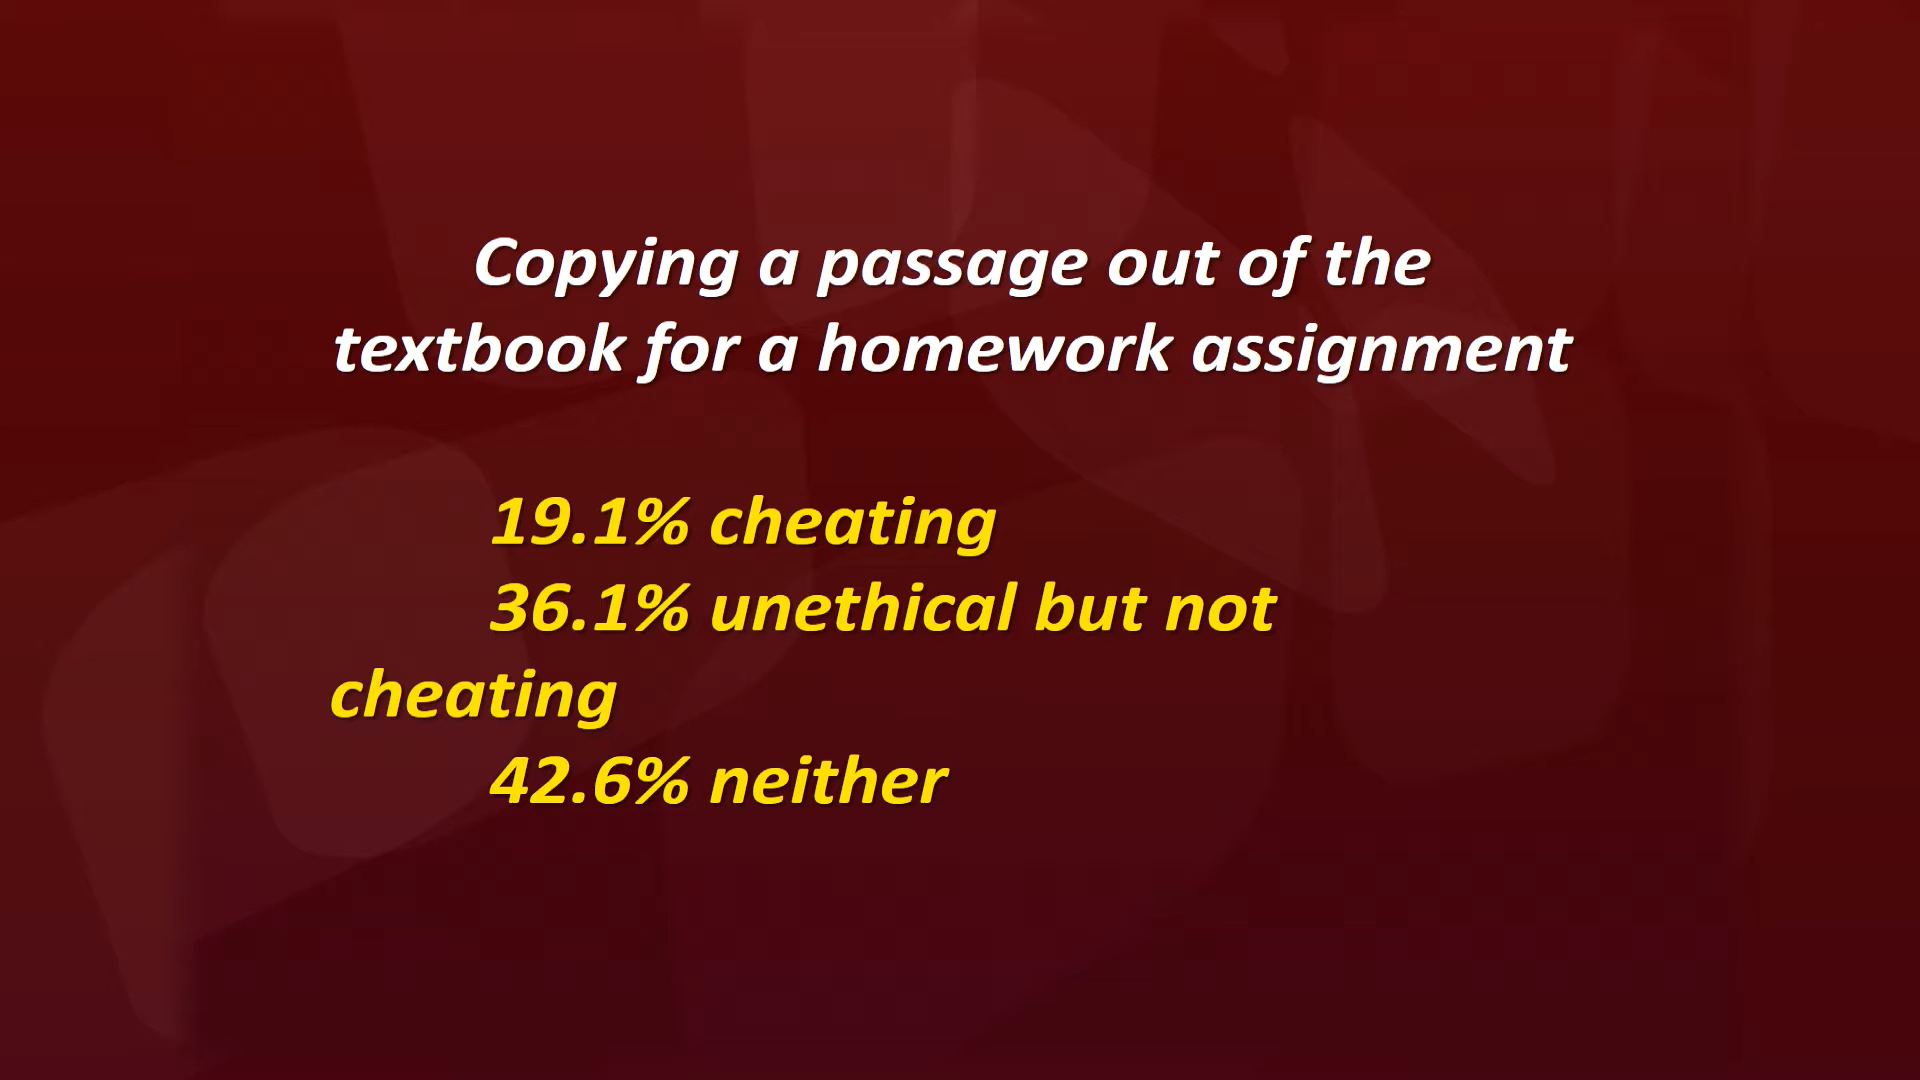 Copying a passage out of the
textbook for a homework assignment
19.1% cheating
36.1% unethical but not
cheating
42.6% neither